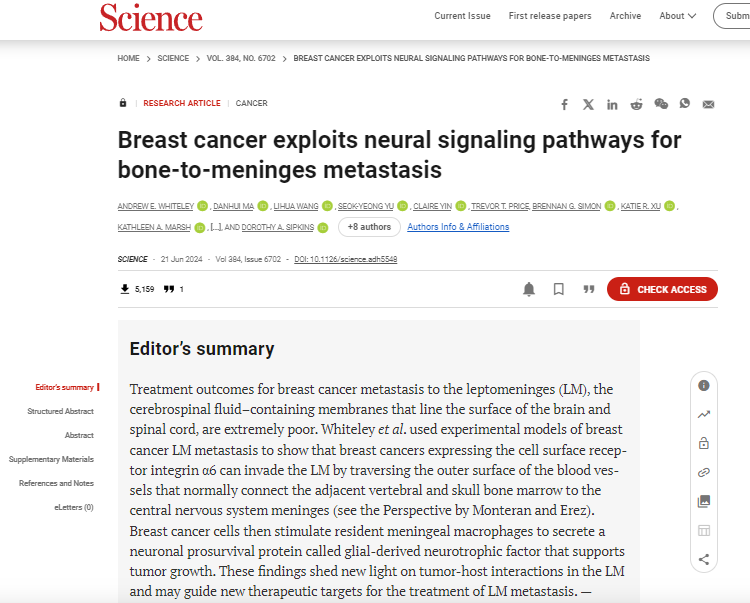 Science
Current Issue First release papers Archive About Subm
HOME > SCIENCE > VOL. 384, NO. 6702 > BREAST CANCER EXPLOITS NEURAL SIGNALING PATHWAYS FOR BONE-TO-MENINGES METASTASIS
RESEARCH ARTICLE | CANCER
Breast cancer exploits neural signaling pathways for
bone-to-meninges metastasis
ANDREW E. WHITELEY, DANHUI MA, LIHUA WANG, SEOK-YEONG YU, CLAIRE YIN, TREVOR T. PRICE, BRENNAN G. SIMON, KATIE R. XU,
KATHLEEN A. MARSH, [...], AND DOROTHY A. SIPKINS +8 authors Authors Info & Affiliations
SCIENCE · 21 Jun 2024 · Vol 384, Issue 6702 · DOI: 10.1126/science.adh5548
5,159 1 CHECK ACCESS
Editor's summary
Treatment outcomes for breast cancer metastasis to the leptomeninges (LM), the
cerebrospinal fluid–containing membranes that line the surface of the brain and
spinal cord, are extremely poor. Whiteley et al. used experimental models of breast
cancer LM metastasis to show that breast cancers expressing the cell surface recep-
tor integrin α6 can invade the LM by traversing the outer surface of the blood ves-
sels that normally connect the adjacent vertebral and skull bone marrow to the
central nervous system meninges (see the Perspective by Monteran and Erez).
Breast cancer cells then stimulate resident meningeal macrophages to secrete a
neuronal prosurvival protein called glial-derived neurotrophic factor that supports
tumor growth. These findings shed new light on tumor-host interactions in the LM
and may guide new therapeutic targets for the treatment of LM metastasis. —
Editor's summary
Structured Abstract
Abstract
Supplementary Materials
References and Notes
eLetters (0)